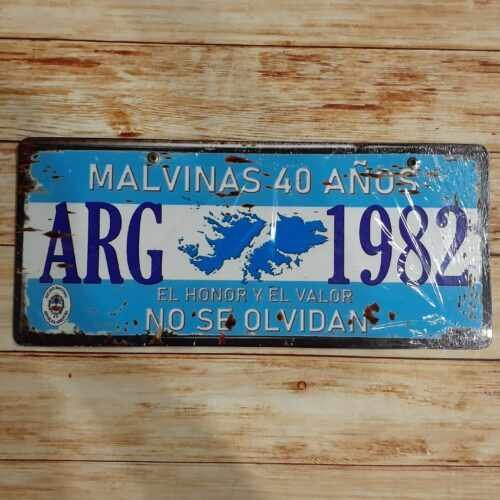 MALVINAS 40 AÑOS
ARG 1982
EL HONOR Y EL VALOR
NO SE OLVIDAN